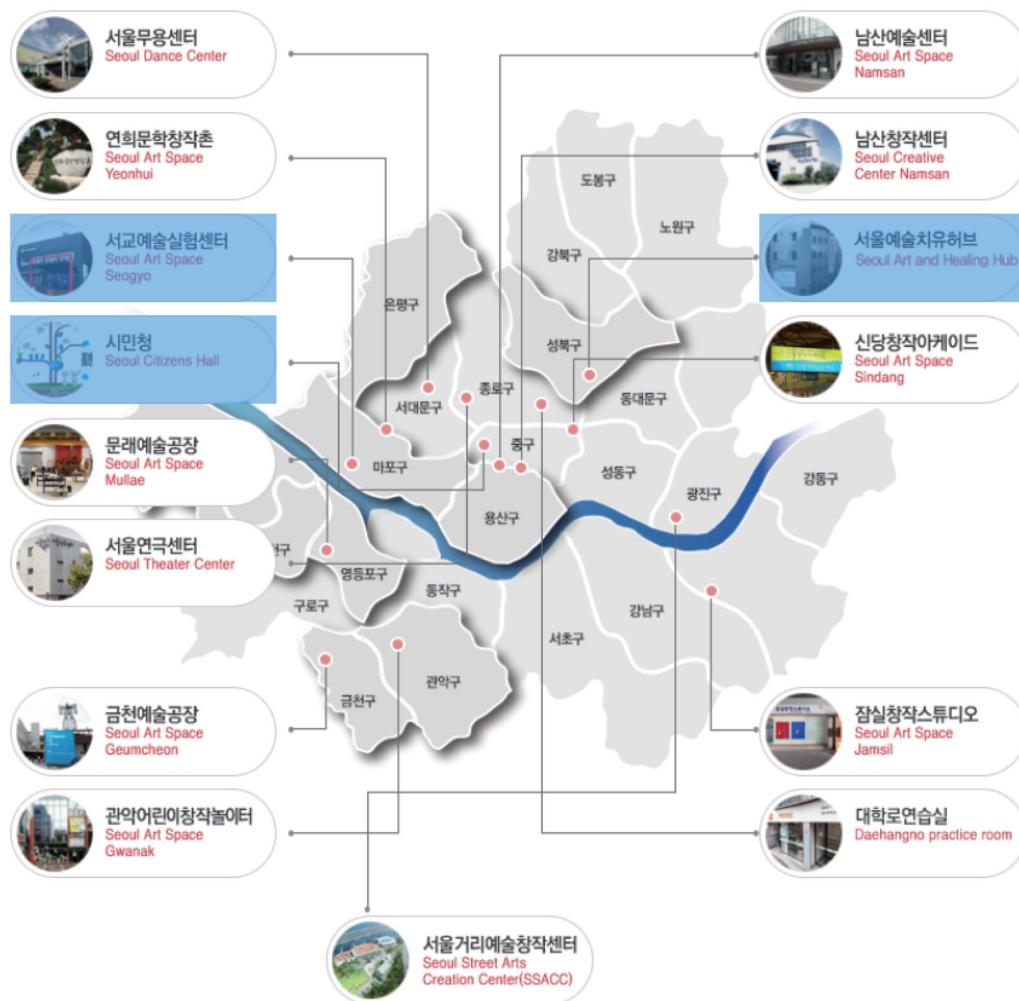 서울무용센터
Seoul Dance Center
연희문학창작촌
Seoul Art Space
Yeonhui
서교예술실험센터
Seoul Art Space
Seogyo
시민청
Seoul Citizens Hall
문래예술공장
Seoul Art Space
Mullae
서울연극센터
Seoul Theater Center
금천예술공장
Seoul Art Space
Geumcheon
관악어린이창작놀이터
Seoul Art Space
Gwanak
남산예술센터
Seoul Art Space
Namsan
남산창작센터
Seoul Creative
Center Namsan
서울예술치유허브
Seoul Art and Healing Hub
신당창작아케이드
Seoul Art Space
Sindang
잠실창작스튜디오
Seoul Art Space
Jamsil
대학로연습실
Daehangno practice room
서울거리예술창작센터
Seoul Street Arts
Creation Center(SSACC)
도봉구
노원구
강북구
은평구
성북구
종로구
서대문구
동대문구
중구
마포구
성동구
광진구
강동구
용산구
구
영등포구
동작구
구로구
강남구
서초구
관악구
금천구